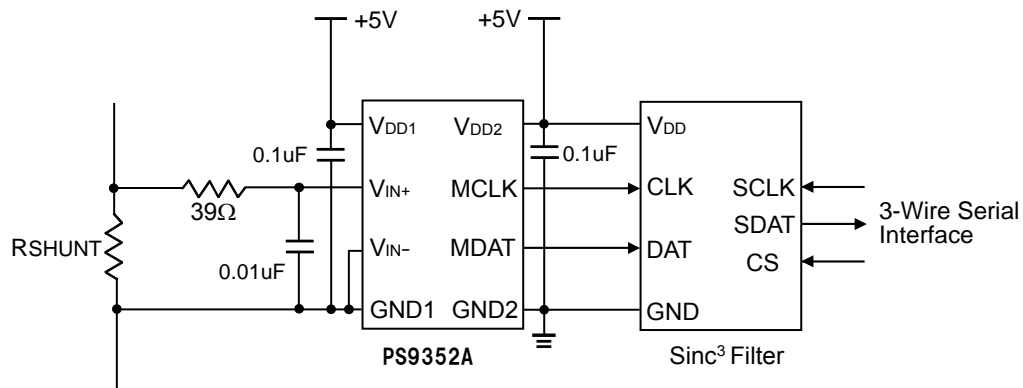 +5V
+5V
VDD1
VDD2
VDD
0.1uF
0.1uF
VIN+
MCLK
CLK
SCLK
39Ω
SDAT
3-Wire Serial
Interface
RSHUNT
VIN−
MDAT
DAT
CS
0.01uF
GND1
GND2
GND
PS9352A
Sinc³ Filter